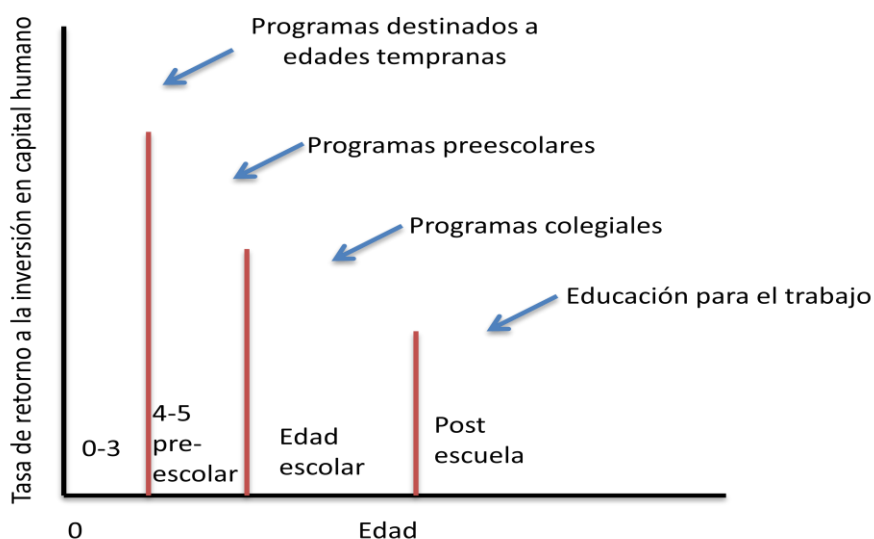 Tasa de retorno a la inversión en capital humano
Programas destinados a
edades tempranas
Programas preescolares
Programas colegiales
Educación para el trabajo
0-3
4-5
pre-
escolar
Edad
escolar
Post
escuela
0
Edad